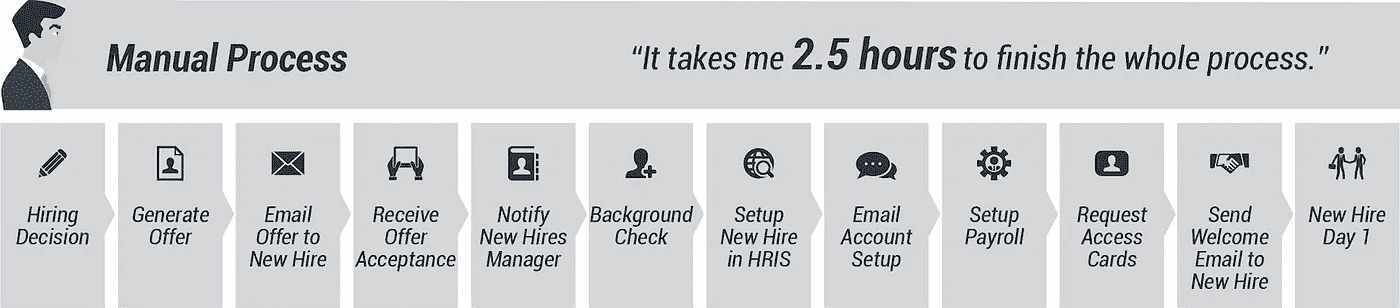 Manual Process
“It takes me 2.5 hours to finish the whole process.”
Hiring
Decision
Generate
Offer
Email
Offer to
New Hire
Receive
Offer
Acceptance
Notify
New Hires
Manager
Background
Check
Setup
New Hire
in HRIS
Email
Account
Setup
Setup
Payroll
Request
Access
Cards
Send
Welcome
Email to
New Hire
New Hire
Day 1